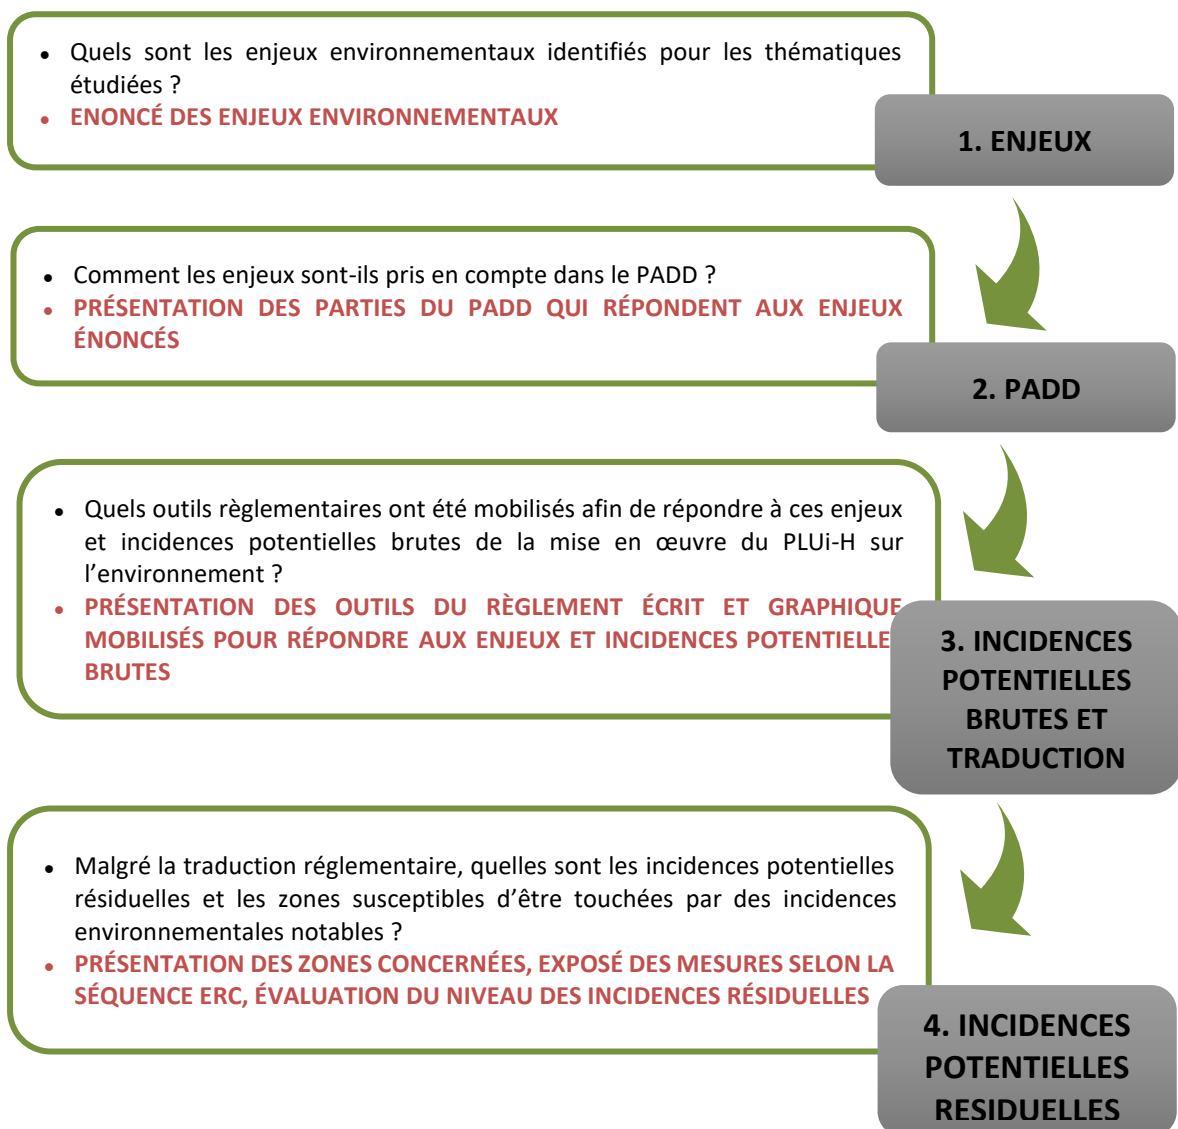 • Quels sont les enjeux environnementaux identifiés pour les thématiques
étudiées ?
• ENONCÉ DES ENJEUX ENVIRONNEMENTAUX
1. ENJEUX
• Comment les enjeux sont-ils pris en compte dans le PADD ?
• PRÉSENTATION DES PARTIES DU PADD QUI RÉPONDENT AUX ENJEUX
ÉNONCÉS
2. PADD
• Quels outils règlementaires ont été mobilisés afin de répondre à ces enjeux
et incidences potentielles brutes de la mise en œuvre du PLUi-H sur
l’environnement ?
• PRÉSENTATION DES OUTILS DU RÈGLEMENT ÉCRIT ET GRAPHIQUE
MOBILISÉS POUR RÉPONDRE AUX ENJEUX ET INCIDENCES POTENTIELLE
BRUTES
3. INCIDENCES
POTENTIELLES
BRUTES ET
TRADUCTION
• Malgré la traduction réglementaire, quelles sont les incidences potentielles
résiduelles et les zones susceptibles d’être touchées par des incidences
environnementales notables ?
• PRÉSENTATION DES ZONES CONCERNÉES, EXPOSÉ DES MESURES SELON LA
SÉQUENCE ERC, ÉVALUATION DU NIVEAU DES INCIDENCES RÉSIDUELLES
4. INCIDENCES
POTENTIELLES
RESIDUELLES